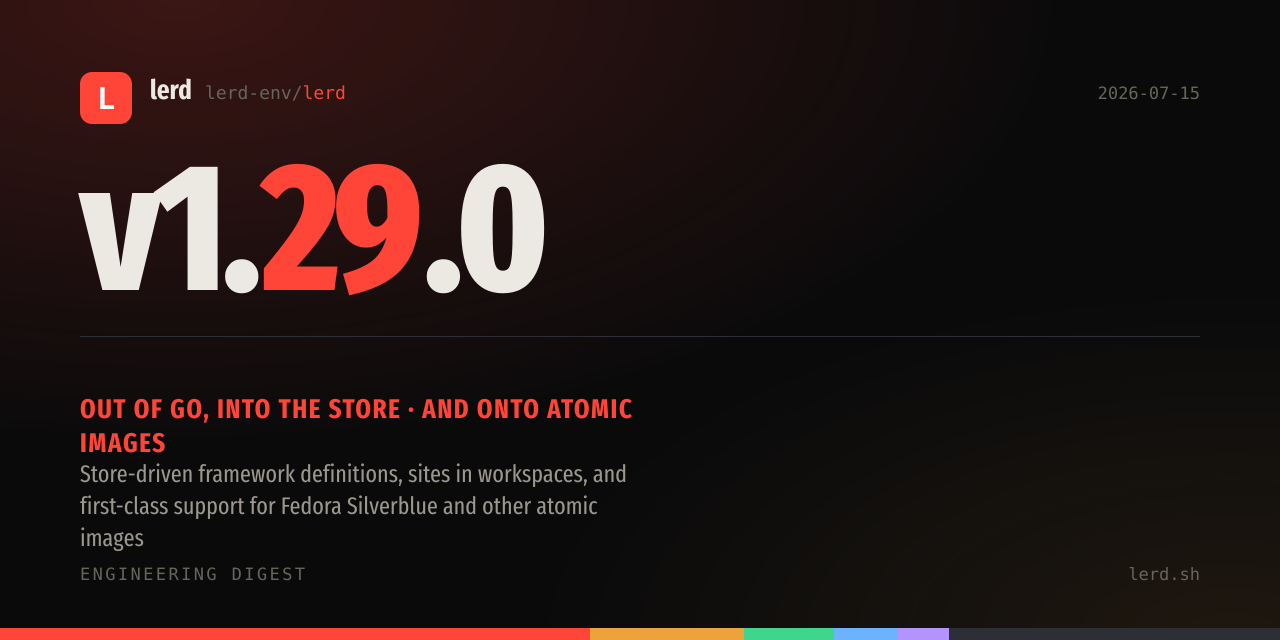 L lerd lerd-env/lerd 2026-07-15
v1.29.0
OUT OF GO, INTO THE STORE · AND ONTO ATOMIC
IMAGES
Store-driven framework definitions, sites in workspaces, and
first-class support for Fedora Silverblue and other atomic
images
ENGINEERING DIGEST lerd.sh